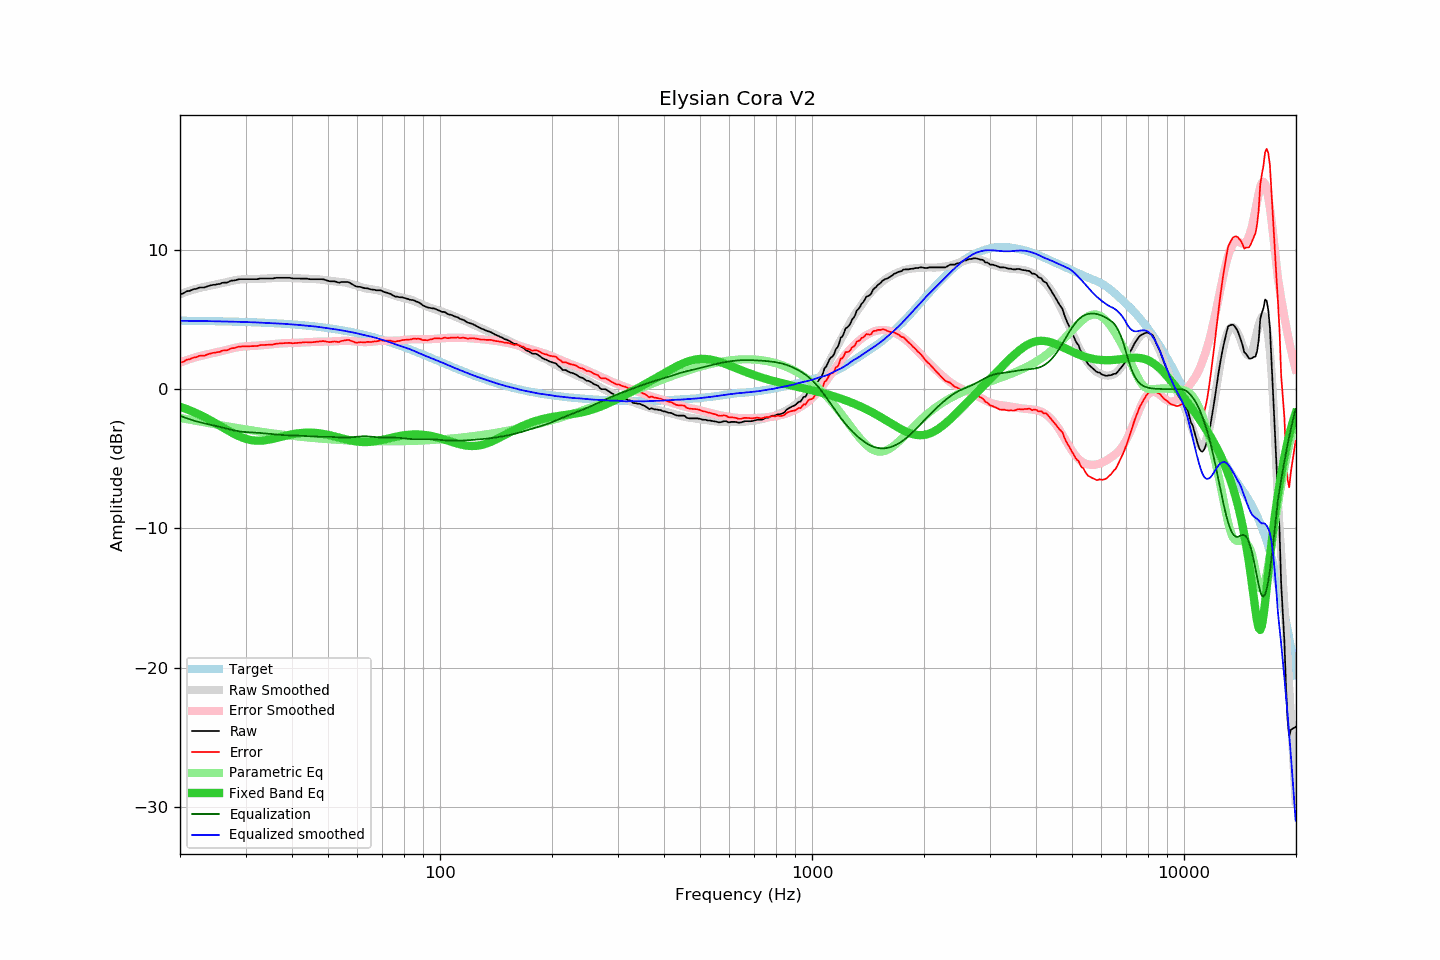 Elysian Cora V2
10
0
−10
−20
−30
Amplitude (dBr)
Target
Raw Smoothed
Error Smoothed
Raw
Error
Parametric Eq
Fixed Band Eq
Equalization
Equalized smoothed
100
1000
10000
Frequency (Hz)